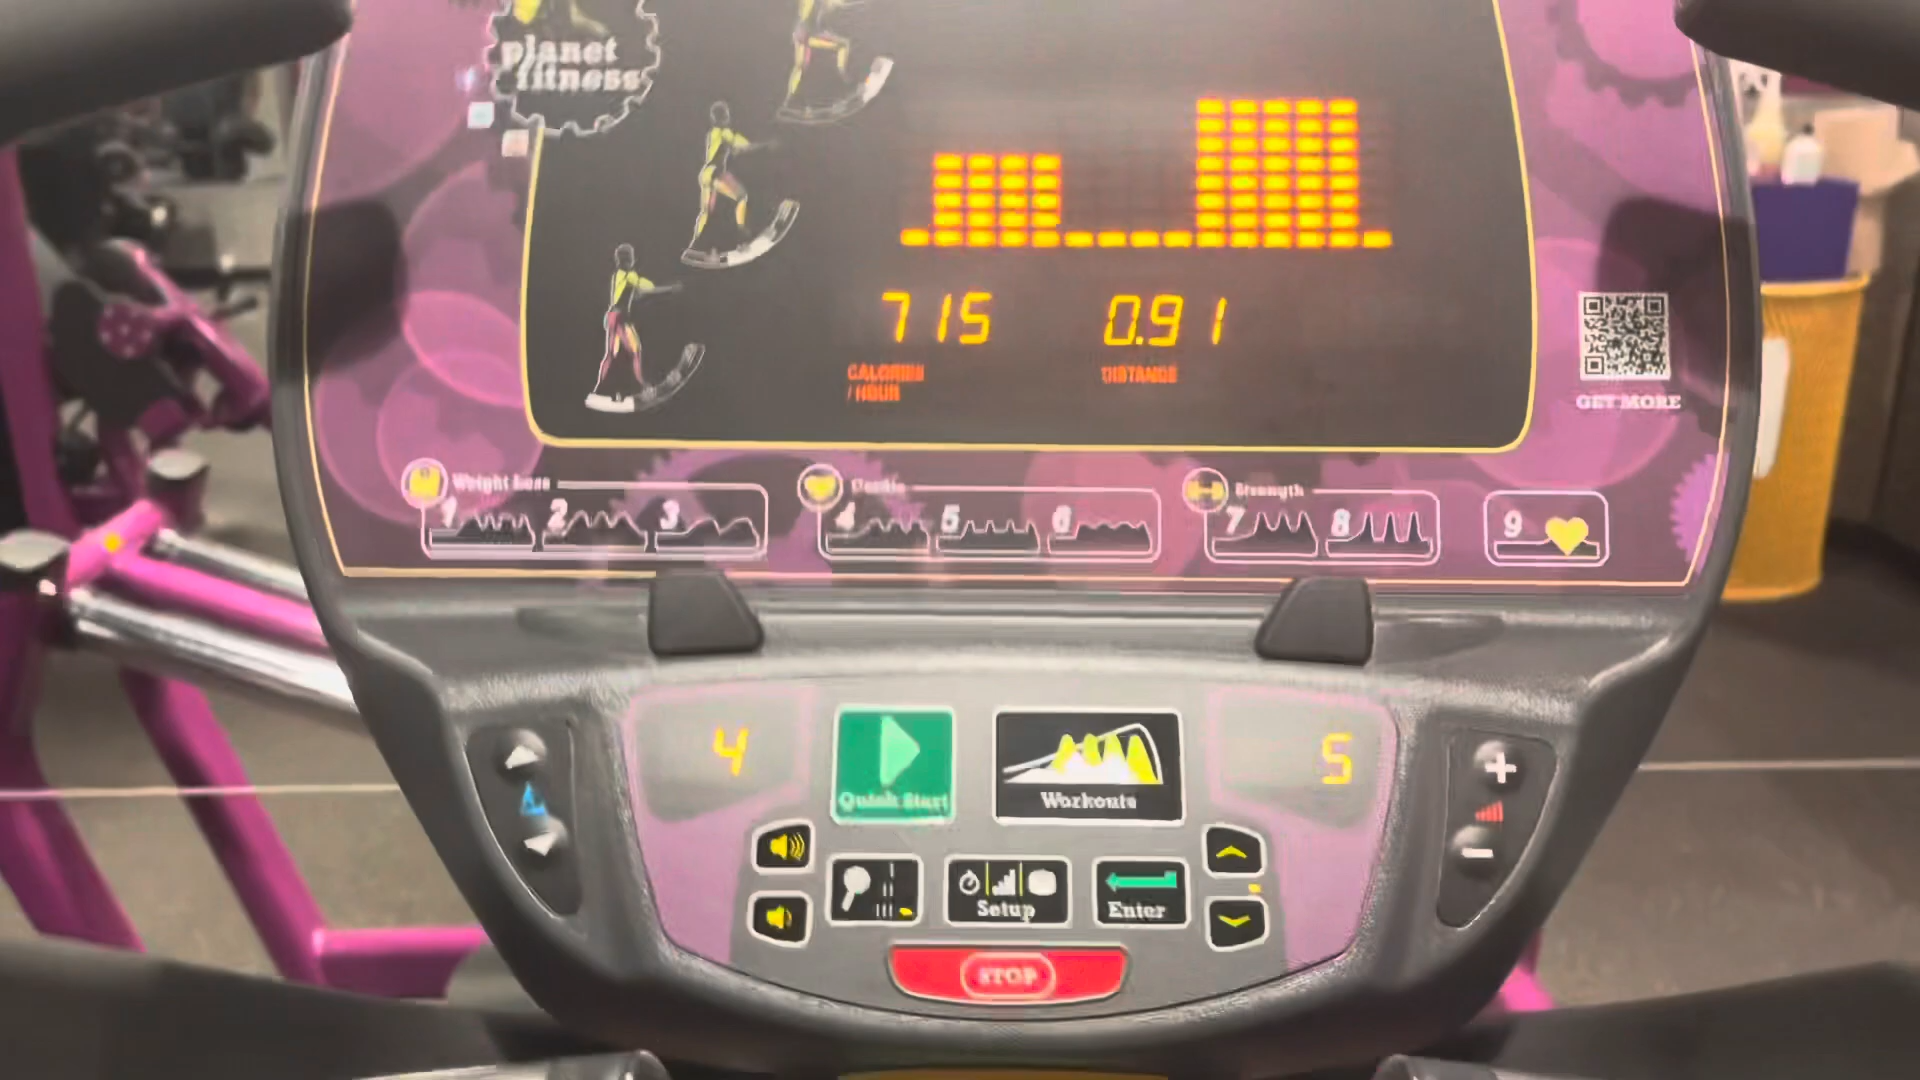 planet
fitness
715
0.91
CALORIES
/ HOUR
DISTANCE
GET MORE
Weight Loss
Cardio
Strength
1
2
3
4
5
6
7
8
9
4
5
Quick Start
Workouts
Setup
Enter
STOP